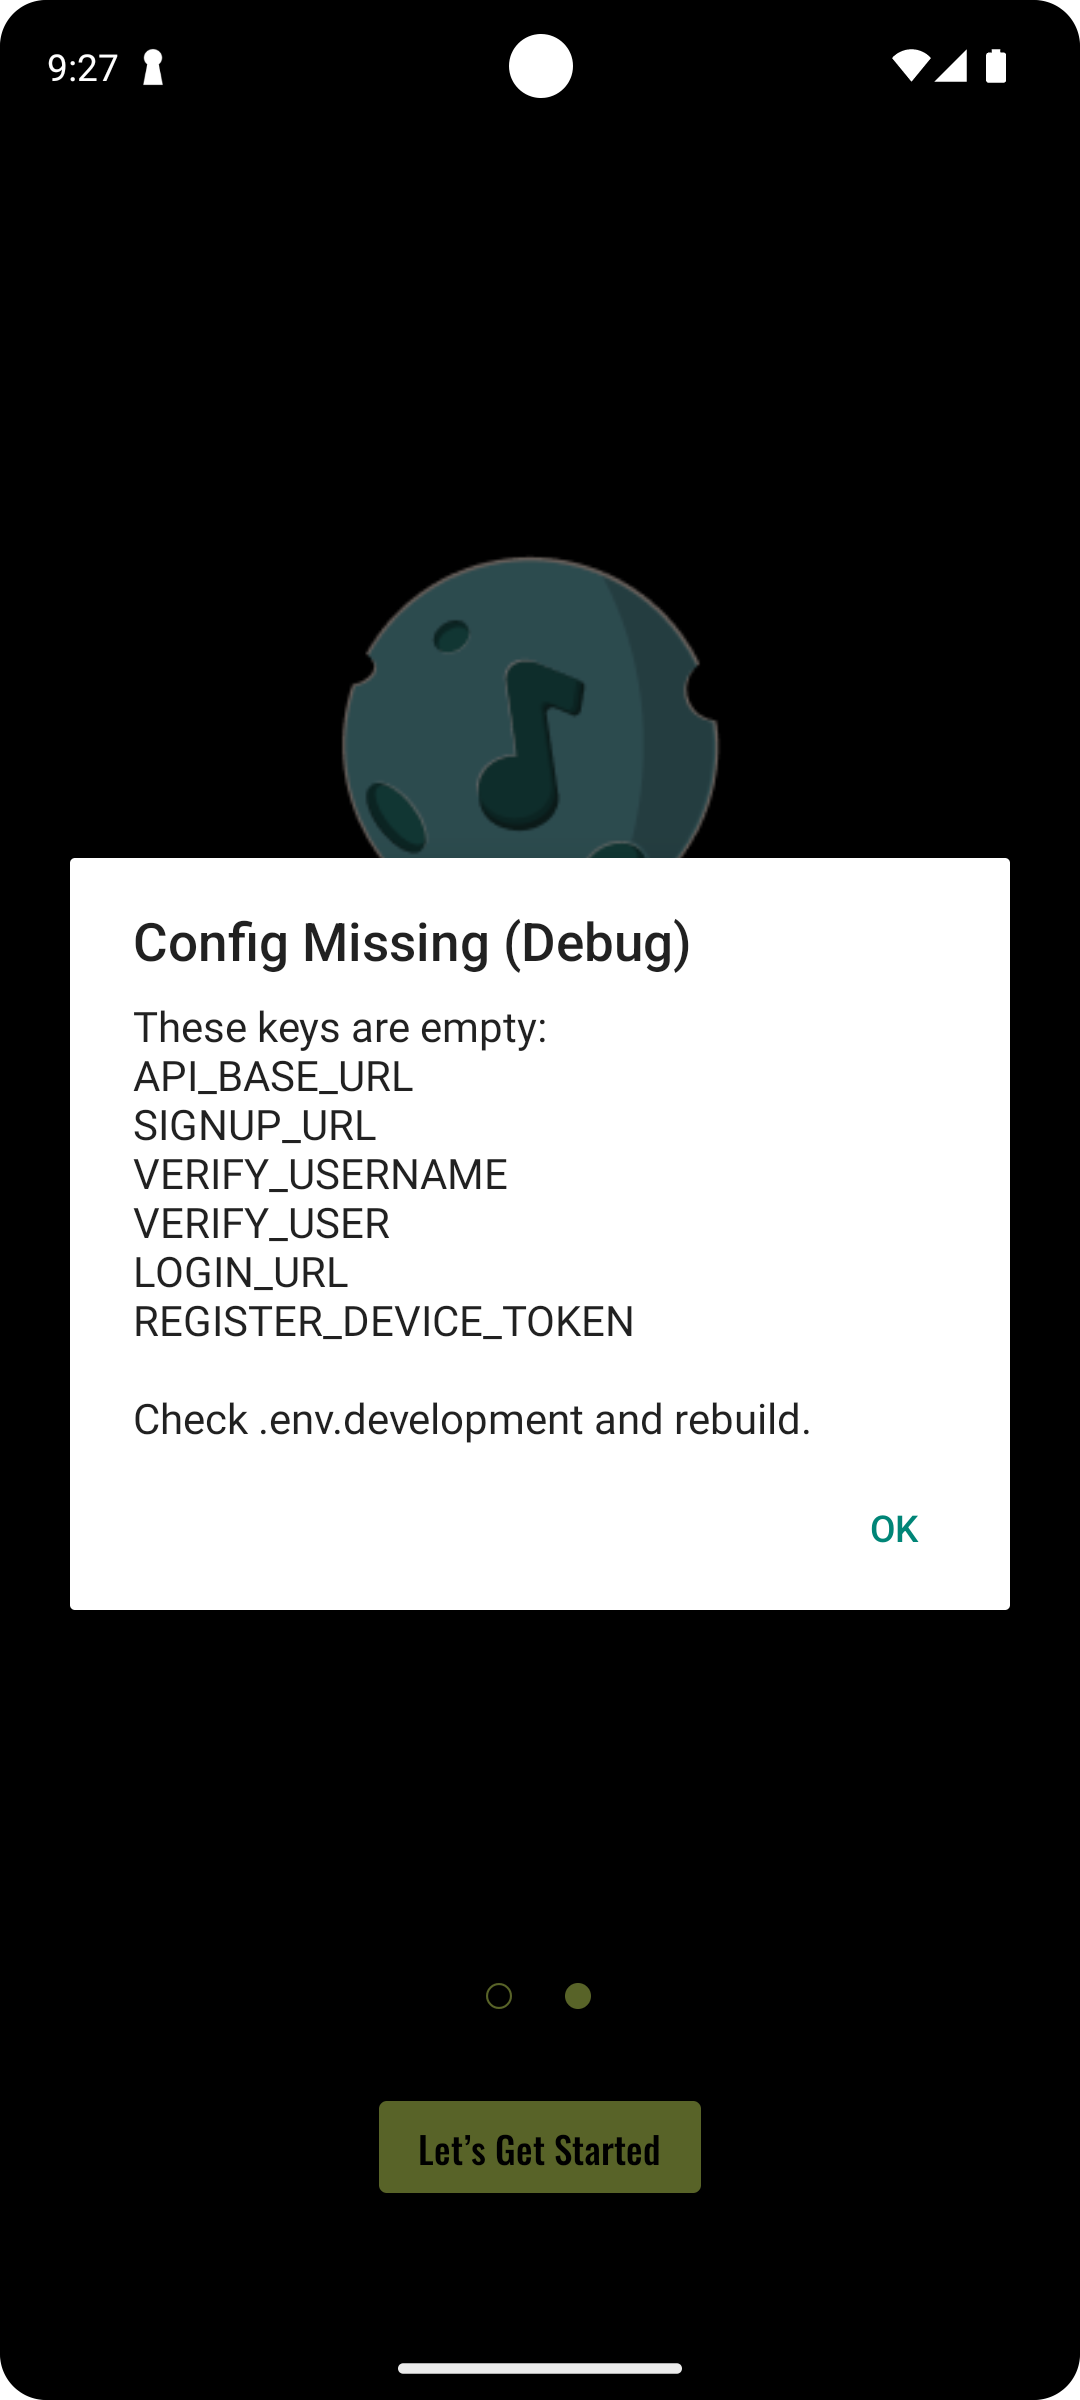 9:27
Config Missing (Debug)
These keys are empty:
API_BASE_URL
SIGNUP_URL
VERIFY_USERNAME
VERIFY_USER
LOGIN_URL
REGISTER_DEVICE_TOKEN
Check .env.development and rebuild.
OK
Let’s Get Started